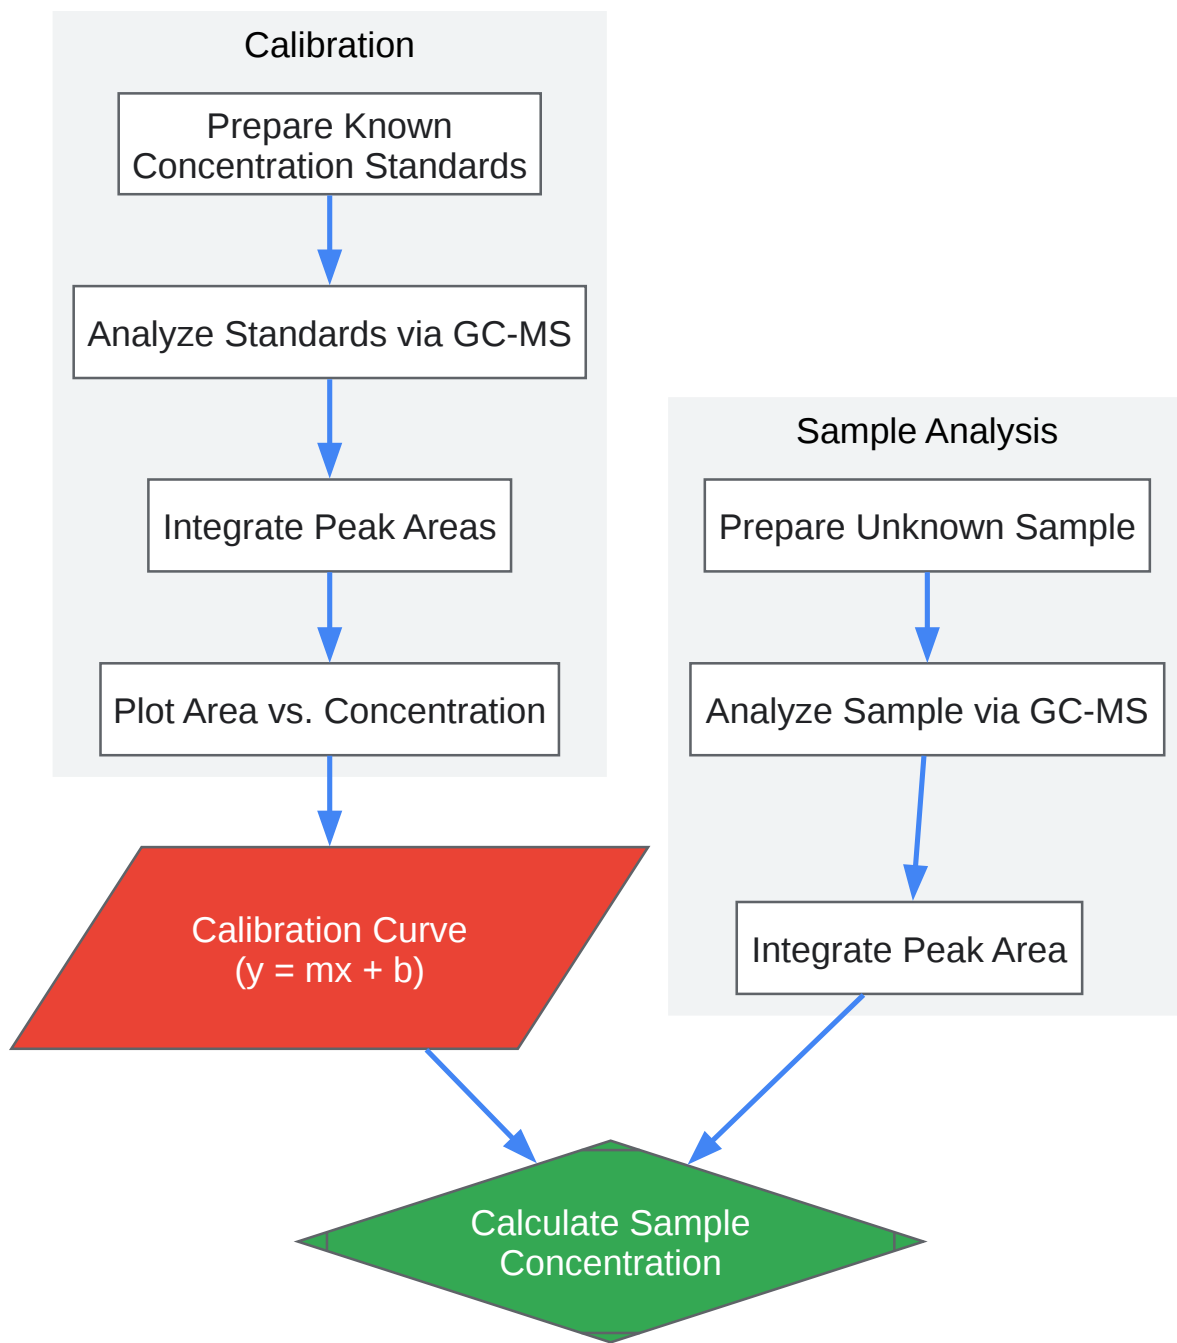 Calibration
Prepare Known
Concentration Standards
Analyze Standards via GC-MS
Integrate Peak Areas
Plot Area vs. Concentration
Calibration Curve
(y = mx + b)
Sample Analysis
Prepare Unknown Sample
Analyze Sample via GC-MS
Integrate Peak Area
Calculate Sample
Concentration